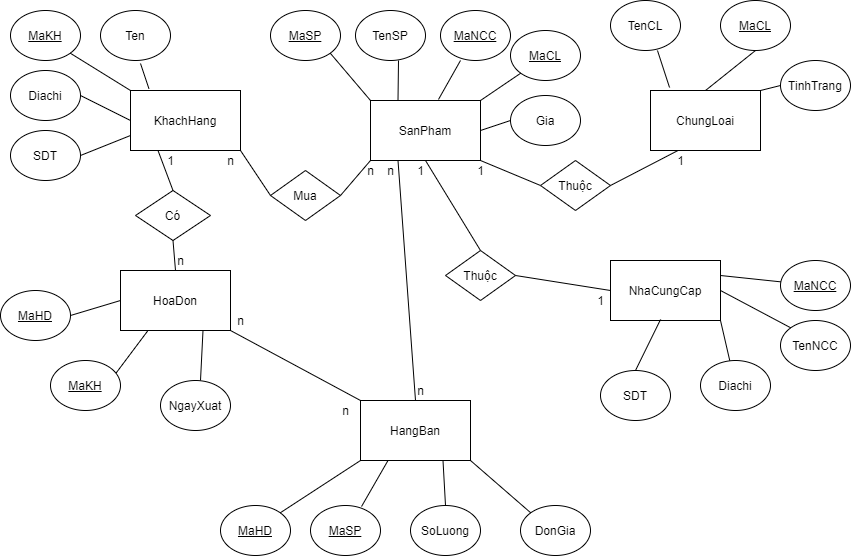 MaKH
Ten
MaSP
TenSP
MaNCC
MaCL
TenCL
MaCL
TinhTrang
Diachi
KhachHang
SanPham
Gia
ChungLoai
SDT
1
n
n
n
1
1
1
Mua
Thuộc
Có
n
Thuộc
NhaCungCap
MaNCC
1
HoaDon
MaHD
n
TenNCC
MaKH
NgayXuat
SDT
Diachi
n
n
HangBan
MaHD
MaSP
SoLuong
DonGia